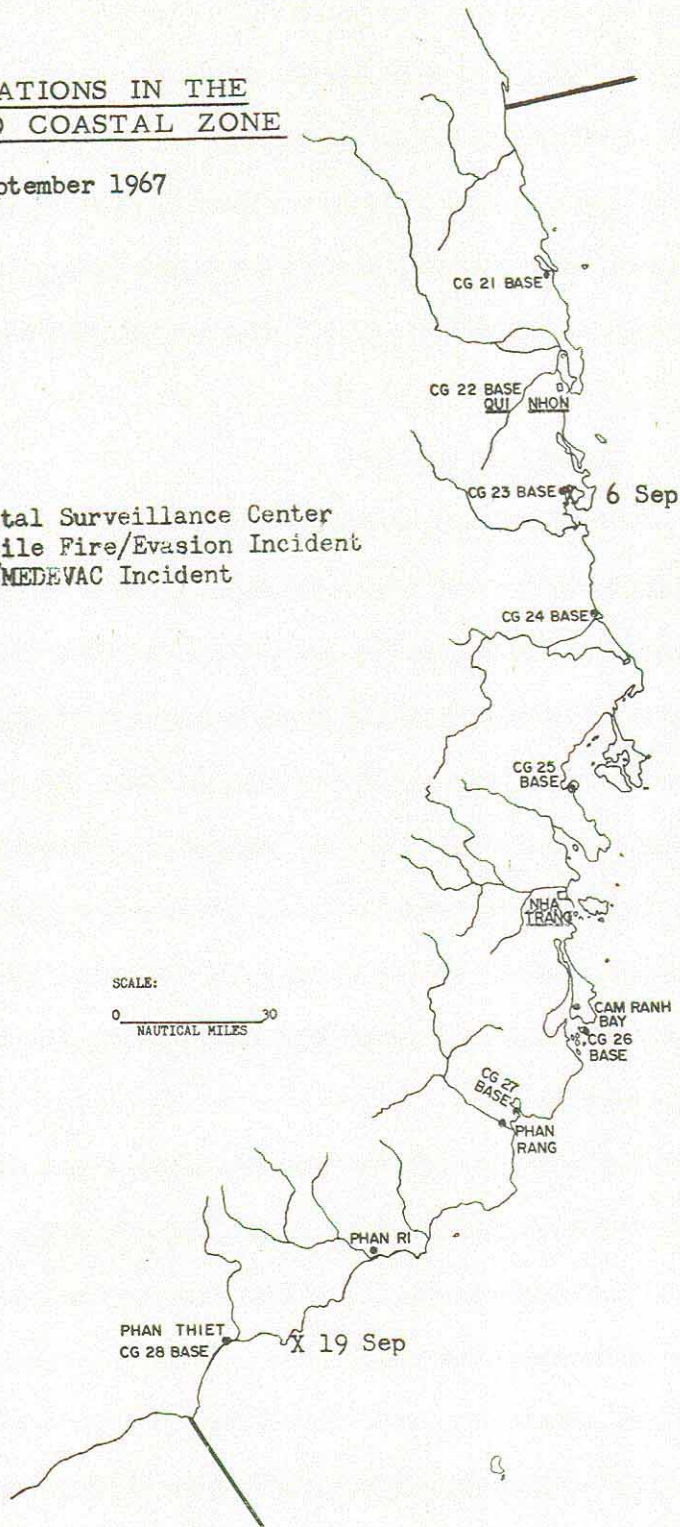 ATIONS IN THE
COASTAL ZONE
ptember 1967
CG 21 BASE
CG 22 BASE
QUI NHON
CG 23 BASE
6 Sep
tal Surveillance Center
ile Fire/Evasion Incident
/MEDEVAC Incident
CG 24 BASE
CG 25
BASE
NHA
TRANG
SCALE:
0 30
NAUTICAL MILES
CAM RANH
BAY
CG 26
BASE
CG 27
BASE
PHAN
RANG
PHAN RI
PHAN THIET
CG 28 BASE
X 19 Sep